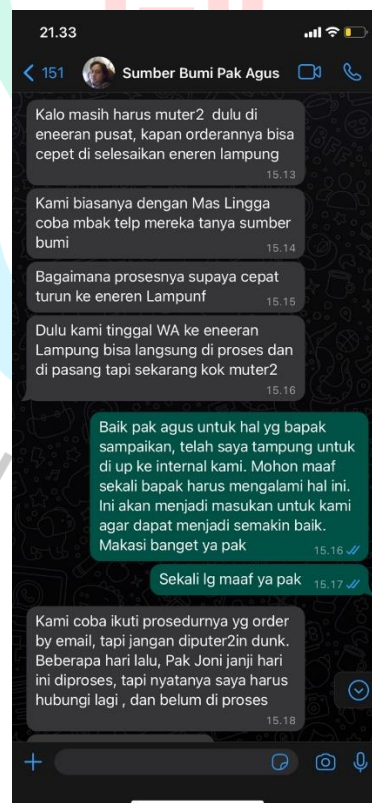 21.33
151 Sumber Bumi Pak Agus
Kalo masih harus muter2 dulu di
eneeran pusat, kapan orderannya bisa
cepet di selesaikan eneren lampung
15.13
Kami biasanya dengan Mas Lingga
coba mbak telp mereka tanya sumber
bumi
15.14
Bagaimana prosesnya supaya cepat
turun ke eneren Lampunf
15.15
Dulu kami tinggal WA ke eneeran
Lampung bisa langsung di proses dan
di pasang tapi sekarang kok muter2
15.16
Baik pak agus untuk hal yg bapak
sampaikan, telah saya tampung untuk
di up ke internal kami. Mohon maaf
sekali bapak harus mengalami hal ini.
Ini akan menjadi masukan untuk kami
agar dapat menjadi semakin baik.
Makasi banget ya pak
15.16
Sekali lg maaf ya pak 15.17
Kami coba ikuti prosedurnya yg order
by email, tapi jangan diputer2in dunk.
Beberapa hari lalu, Pak Joni janji hari
ini diproses, tapi nyatanya saya harus
hubungi lagi , dan belum di proses
15.18